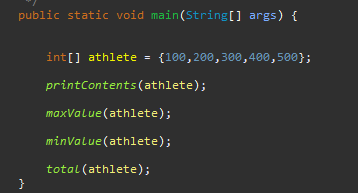 */
public static void main(String[] args) {
int[] athlete = {100,200,300,400,500};
printContents(athlete);
maxValue(athlete);
minValue(athlete);
total(athlete);
}